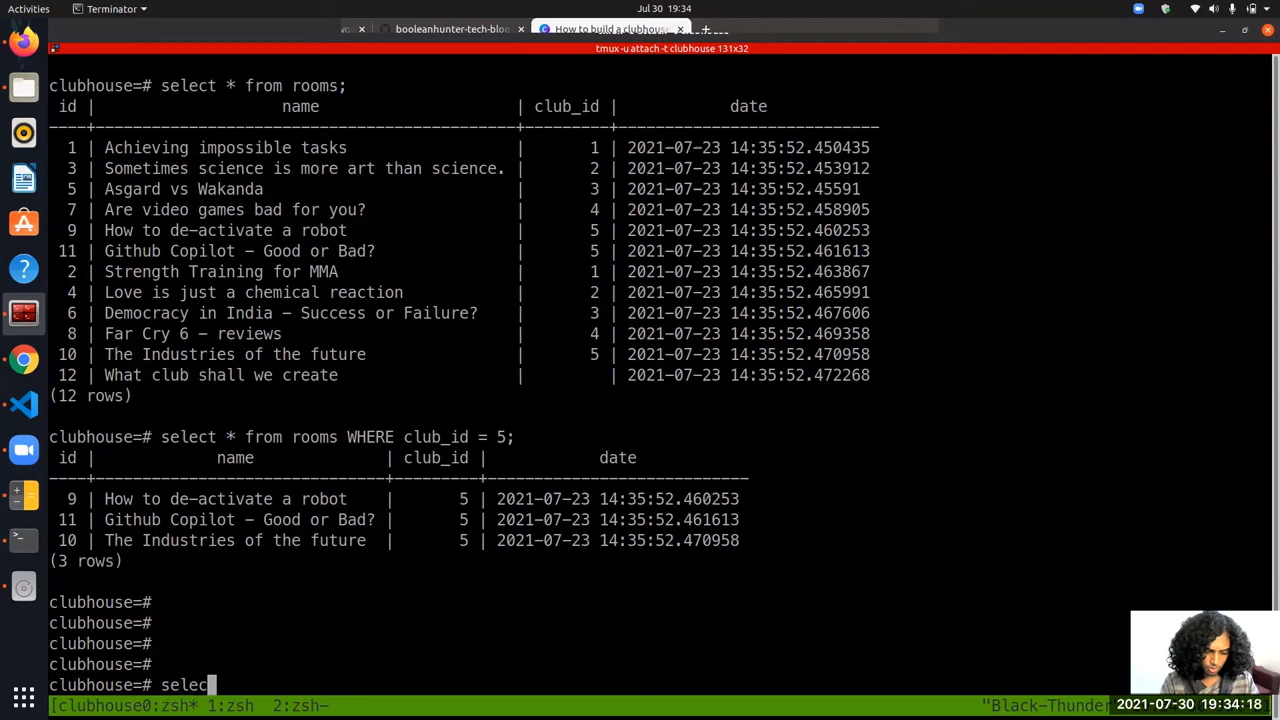 Activities Terminator Jul 30 19:34
booleanhunter-tech-blo × How to build a clubhouse × +
tmux -u attach -t clubhouse 131x32
clubhouse=# select * from rooms;
id | name | club_id | date
----+---------------------------------------------+---------+----------------------------
1 | Achieving impossible tasks | 1 | 2021-07-23 14:35:52.450435
3 | Sometimes science is more art than science. | 2 | 2021-07-23 14:35:52.453912
5 | Asgard vs Wakanda | 3 | 2021-07-23 14:35:52.45591
7 | Are video games bad for you? | 4 | 2021-07-23 14:35:52.458905
9 | How to de-activate a robot | 5 | 2021-07-23 14:35:52.460253
11 | Github Copilot - Good or Bad? | 5 | 2021-07-23 14:35:52.461613
2 | Strength Training for MMA | 1 | 2021-07-23 14:35:52.463867
4 | Love is just a chemical reaction | 2 | 2021-07-23 14:35:52.465991
6 | Democracy in India - Success or Failure? | 3 | 2021-07-23 14:35:52.467606
8 | Far Cry 6 - reviews | 4 | 2021-07-23 14:35:52.469358
10 | The Industries of the future | 5 | 2021-07-23 14:35:52.470958
12 | What club shall we create | | 2021-07-23 14:35:52.472268
(12 rows)
clubhouse=# select * from rooms WHERE club_id = 5;
id | name | club_id | date
----+-------------------------------+---------+----------------------------
9 | How to de-activate a robot | 5 | 2021-07-23 14:35:52.460253
11 | Github Copilot - Good or Bad? | 5 | 2021-07-23 14:35:52.461613
10 | The Industries of the future | 5 | 2021-07-23 14:35:52.470958
(3 rows)
clubhouse=#
clubhouse=#
clubhouse=#
clubhouse=#
clubhouse=# selec
[clubhouse0:zsh* 1:zsh 2:zsh- "Black-Thunder 2021-07-30 19:34:18